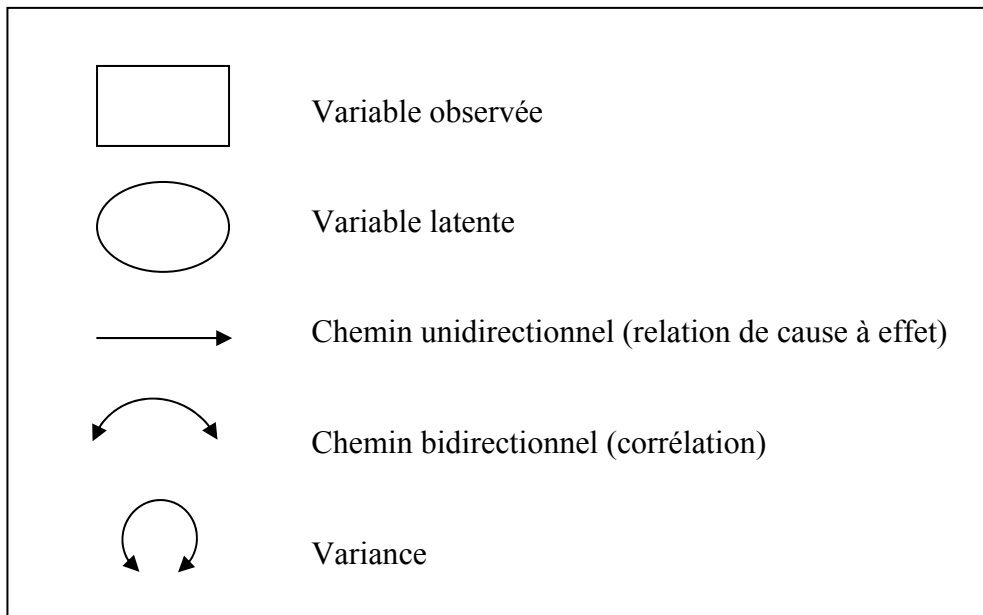 Variable observée
Variable latente
Chemin unidirectionnel (relation de cause à effet)
Chemin bidirectionnel (corrélation)
Variance